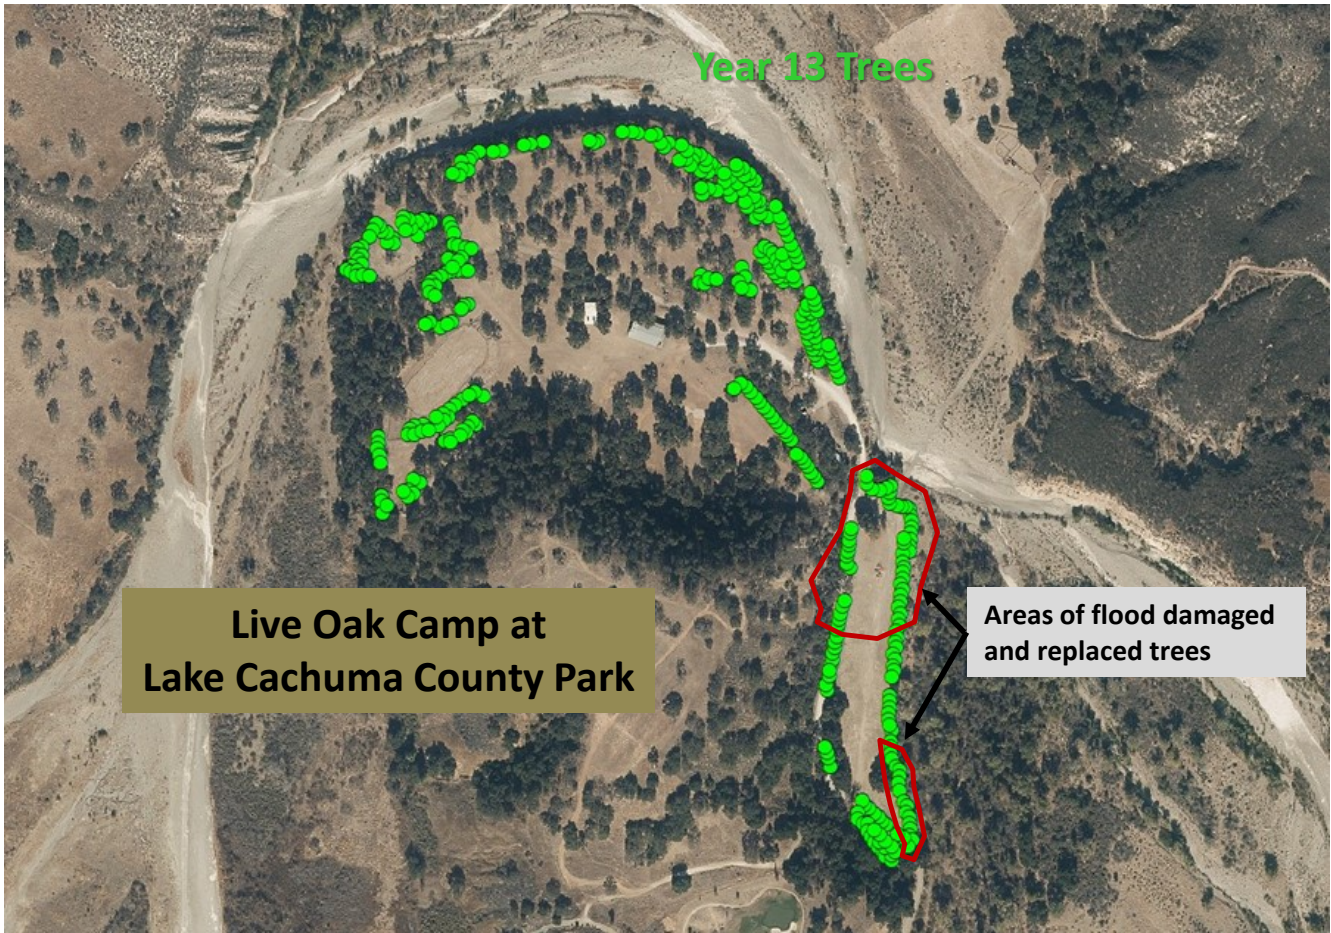 Year 13 Trees
Live Oak Camp at
Lake Cachuma County Park
Areas of flood damaged
and replaced trees